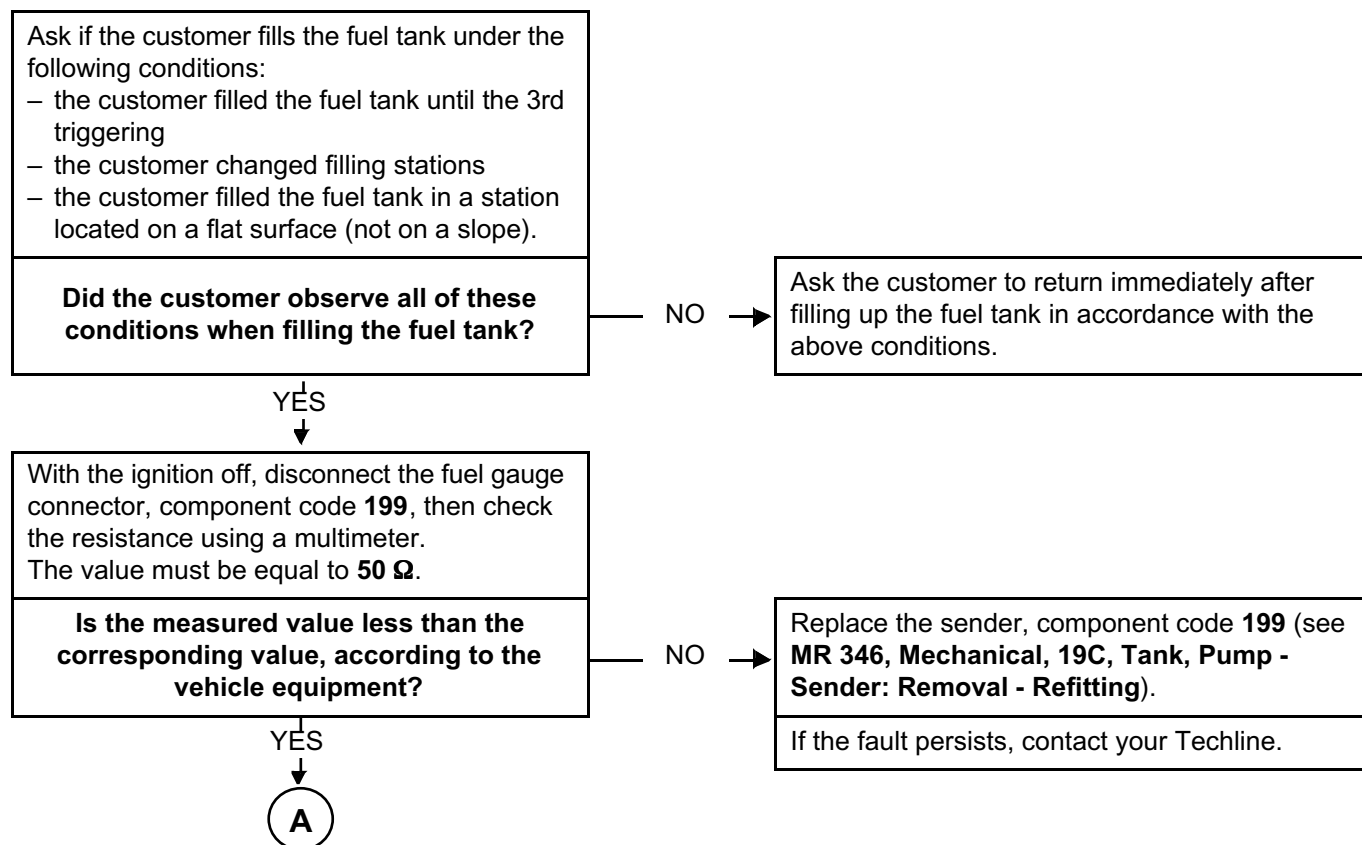 Ask if the customer fills the fuel tank under the
following conditions:
– the customer filled the fuel tank until the 3rd
triggering
– the customer changed filling stations
– the customer filled the fuel tank in a station
located on a flat surface (not on a slope).
Did the customer observe all of these
conditions when filling the fuel tank?
NO
Ask the customer to return immediately after
filling up the fuel tank in accordance with the
above conditions.
YES
With the ignition off, disconnect the fuel gauge
connector, component code 199, then check
the resistance using a multimeter.
The value must be equal to 50 Ω.
Is the measured value less than the
corresponding value, according to the
vehicle equipment?
NO
Replace the sender, component code 199 (see
MR 346, Mechanical, 19C, Tank, Pump -
Sender: Removal - Refitting).
If the fault persists, contact your Techline.
YES
A